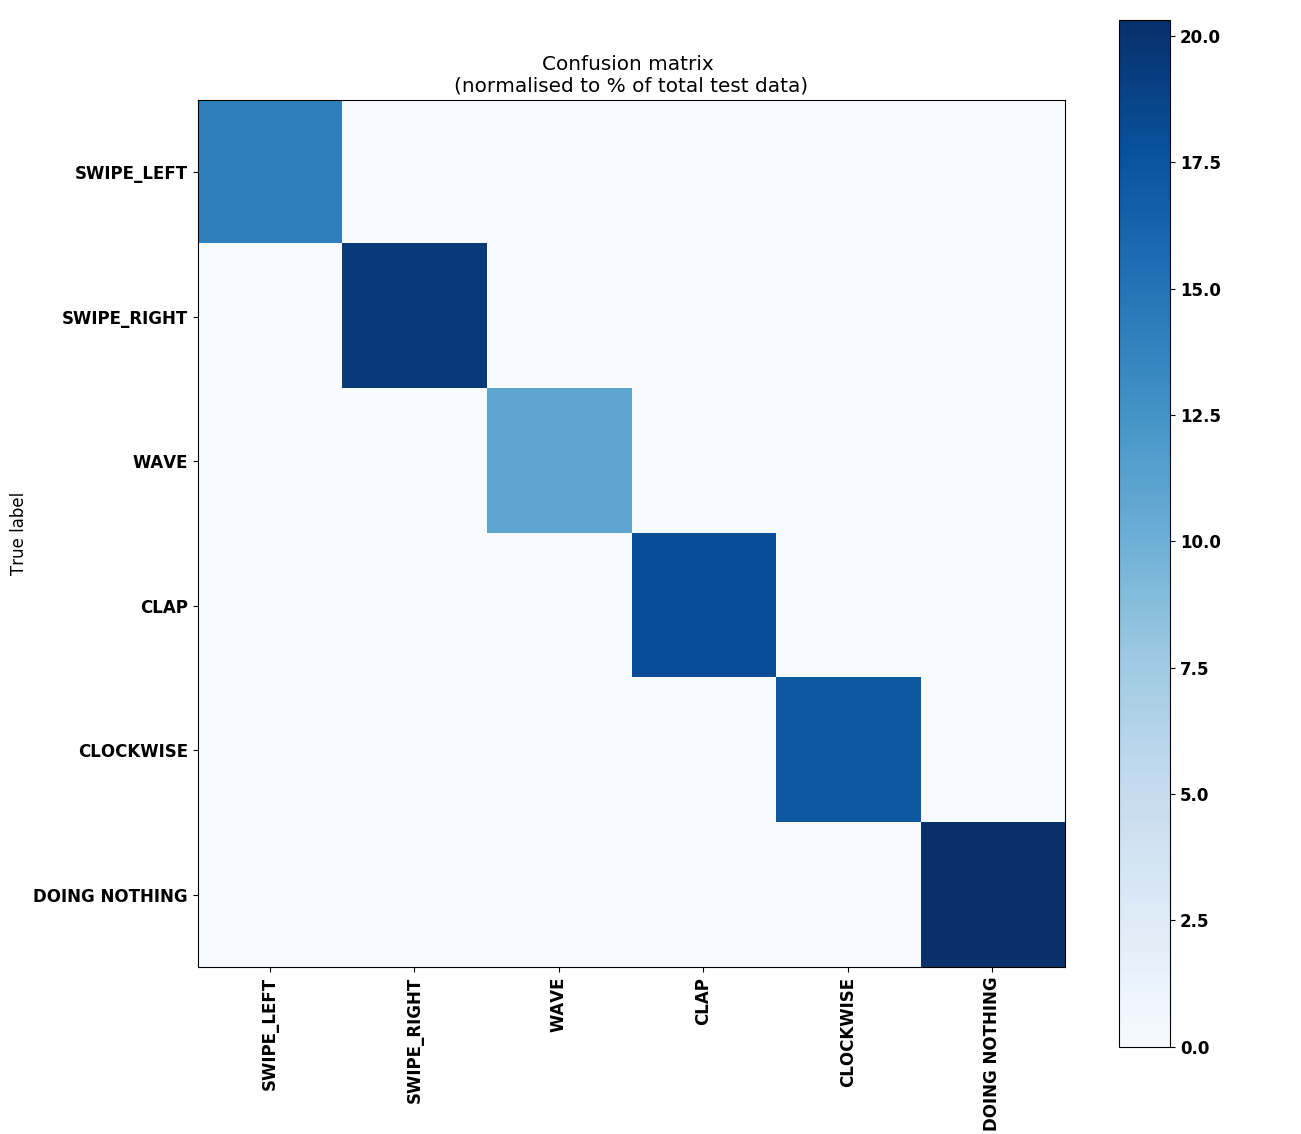 Confusion matrix
(normalised to % of total test data)
True label
SWIPE_LEFT
SWIPE_RIGHT
WAVE
CLAP
CLOCKWISE
DOING NOTHING
SWIPE_LEFT
SWIPE_RIGHT
WAVE
CLAP
CLOCKWISE
DOING NOTHING
20.0
17.5
15.0
12.5
10.0
7.5
5.0
2.5
0.0